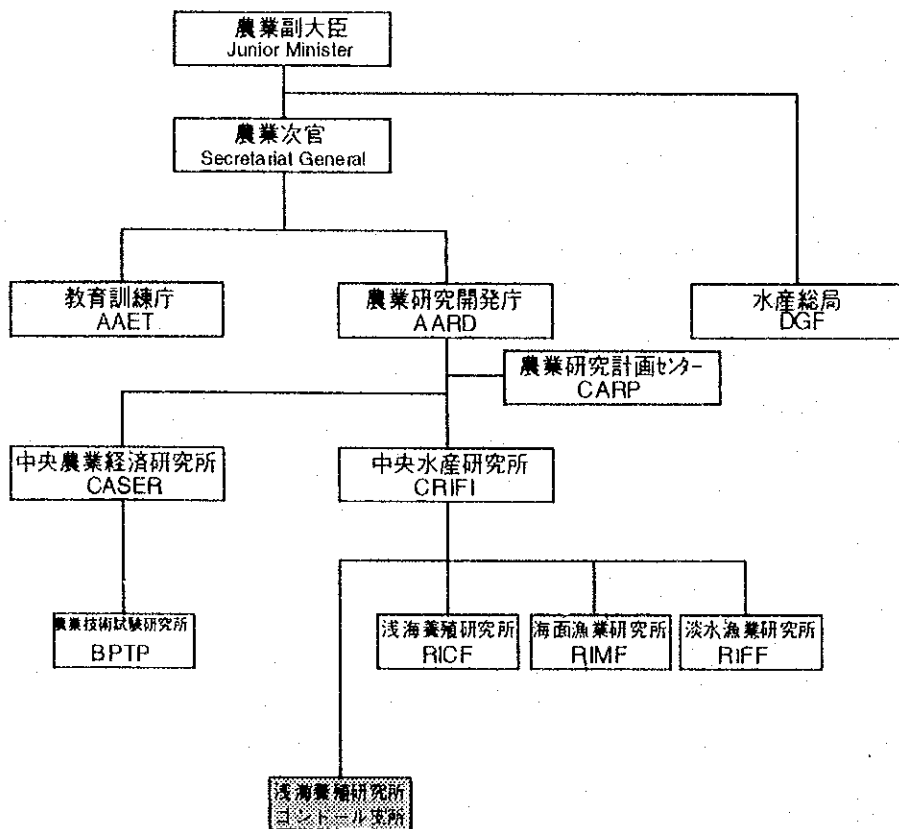 農業副大臣
Junior Minister
農業次官
Secretariat General
教育訓練庁
AAET
農業研究開発庁
AARD
水産総局
DGF
農業研究計画センター
CARP
中央農業経済研究所
CASER
中央水産研究所
CRIFI
農業技術試験研究所
BPTP
浅海養殖研究所
RICF
海面漁業研究所
RIMF
淡水漁業研究所
RIFF
浅海養殖研究所
ゴンドール支所